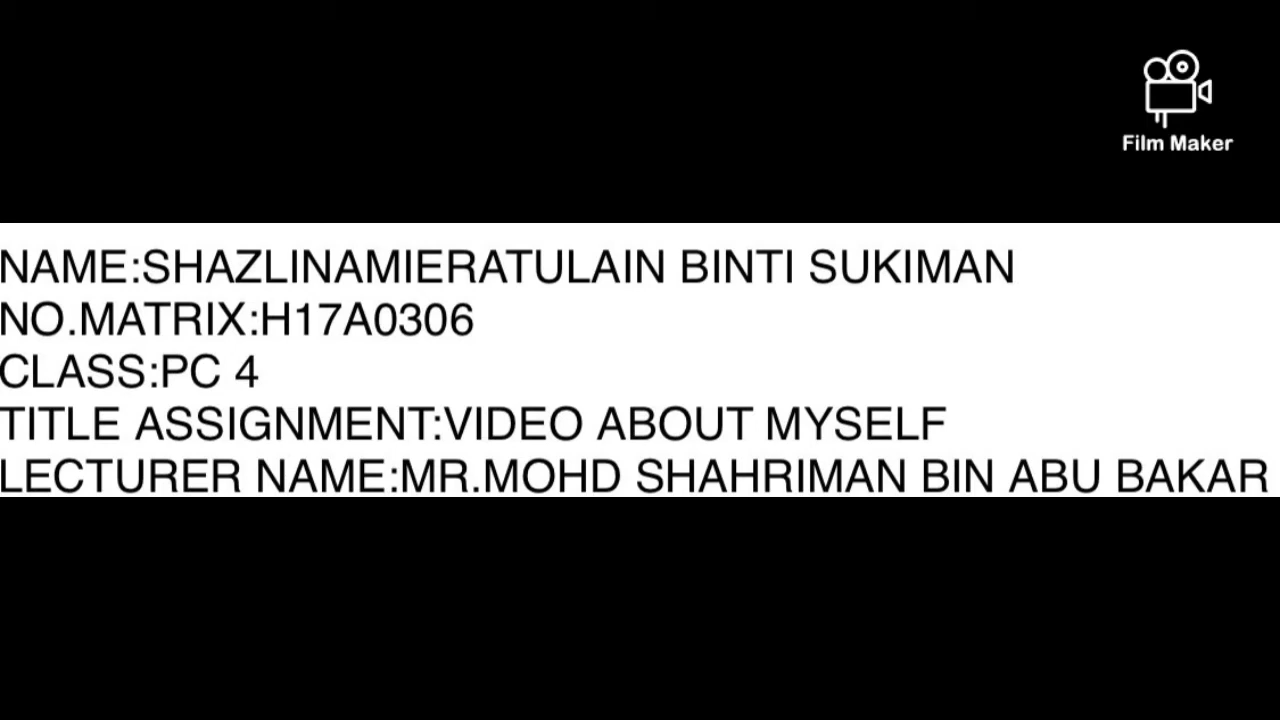 Film Maker
NAME:SHAZLINAMIERATULAIN BINTI SUKIMAN
NO.MATRIX:H17A0306
CLASS:PC 4
TITLE ASSIGNMENT:VIDEO ABOUT MYSELF
LECTURER NAME:MR.MOHD SHAHRIMAN BIN ABU BAKAR